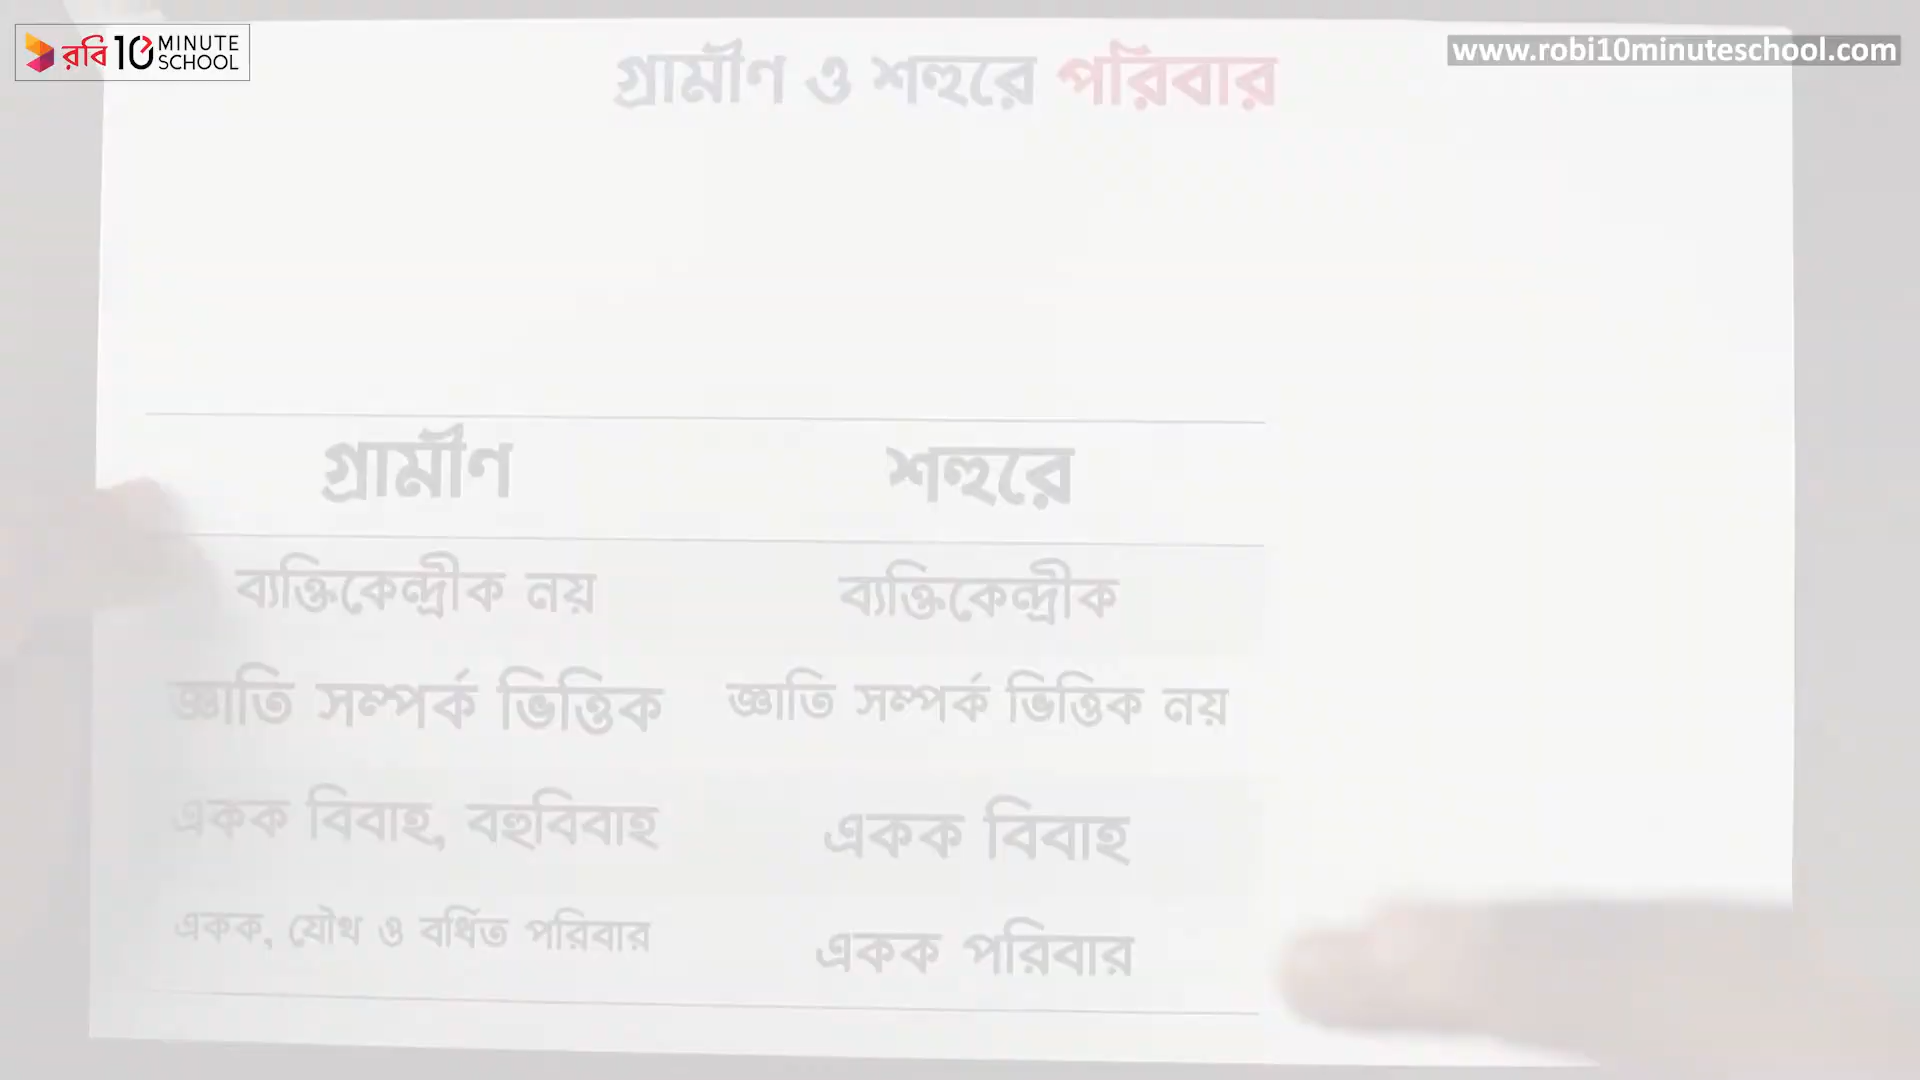 রবি 10 MINUTE SCHOOL
www.robi10minuteschool.com
গ্রামীণ ও শহুরে পরিবার
গ্রামীণ শহুরে
ব্যক্তিকেন্দ্রীক নয় ব্যক্তিকেন্দ্রীক
জ্ঞাতি সম্পর্ক ভিত্তিক জ্ঞাতি সম্পর্ক ভিত্তিক নয়
একক বিবাহ, বহুবিবাহ একক বিবাহ
একক, যৌথ ও বর্ধিত পরিবার একক পরিবার